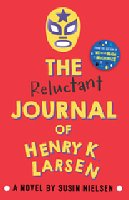 THE
Reluctant
JOURNAL
OF
HENRY K
LARSEN
A NOVEL BY SUSIN NIELSEN